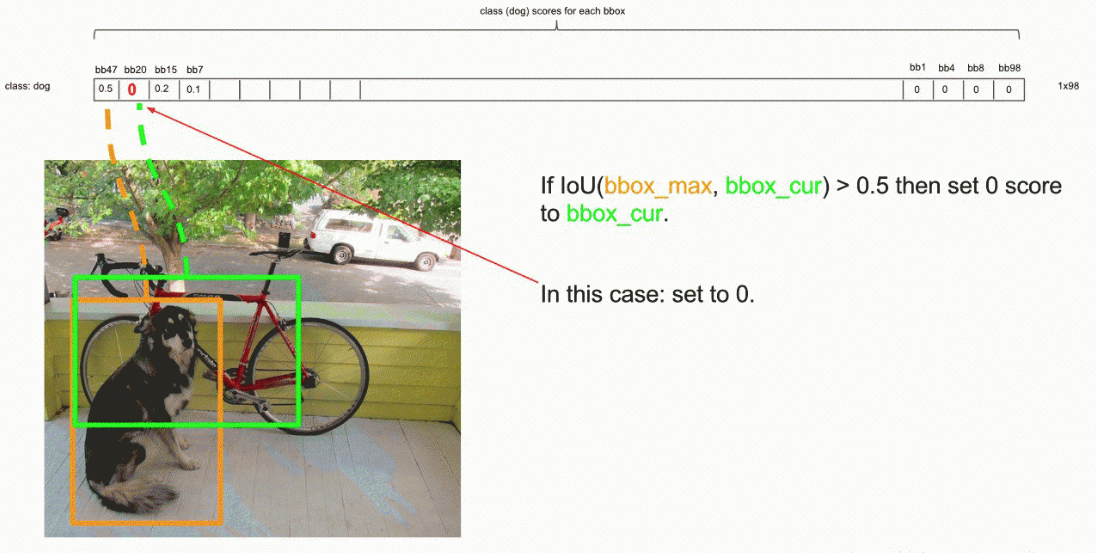 class (dog) scores for each bbox
bb47 bb20 bb15 bb7 bb1 bb4 bb8 bb98
class: dog 0.5 0 0.2 0.1 0 0 0 0 1x98
If IoU(bbox_max, bbox_cur) > 0.5 then set 0 score
to bbox_cur.
In this case: set to 0.